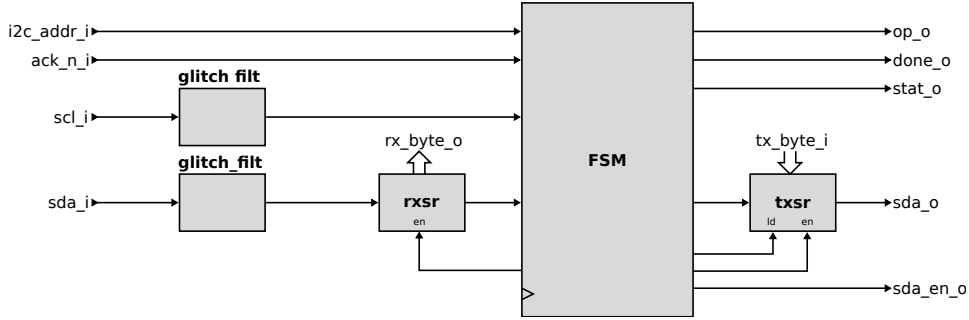 i2c_addr_i
op_o
ack_n_i
done_o
glitch filt
stat_o
scl_i
rx_byte_o
tx_byte_i
glitch_filt
FSM
sda_i
rxsr
en
txsr
ld
en
sda_o
sda_en_o